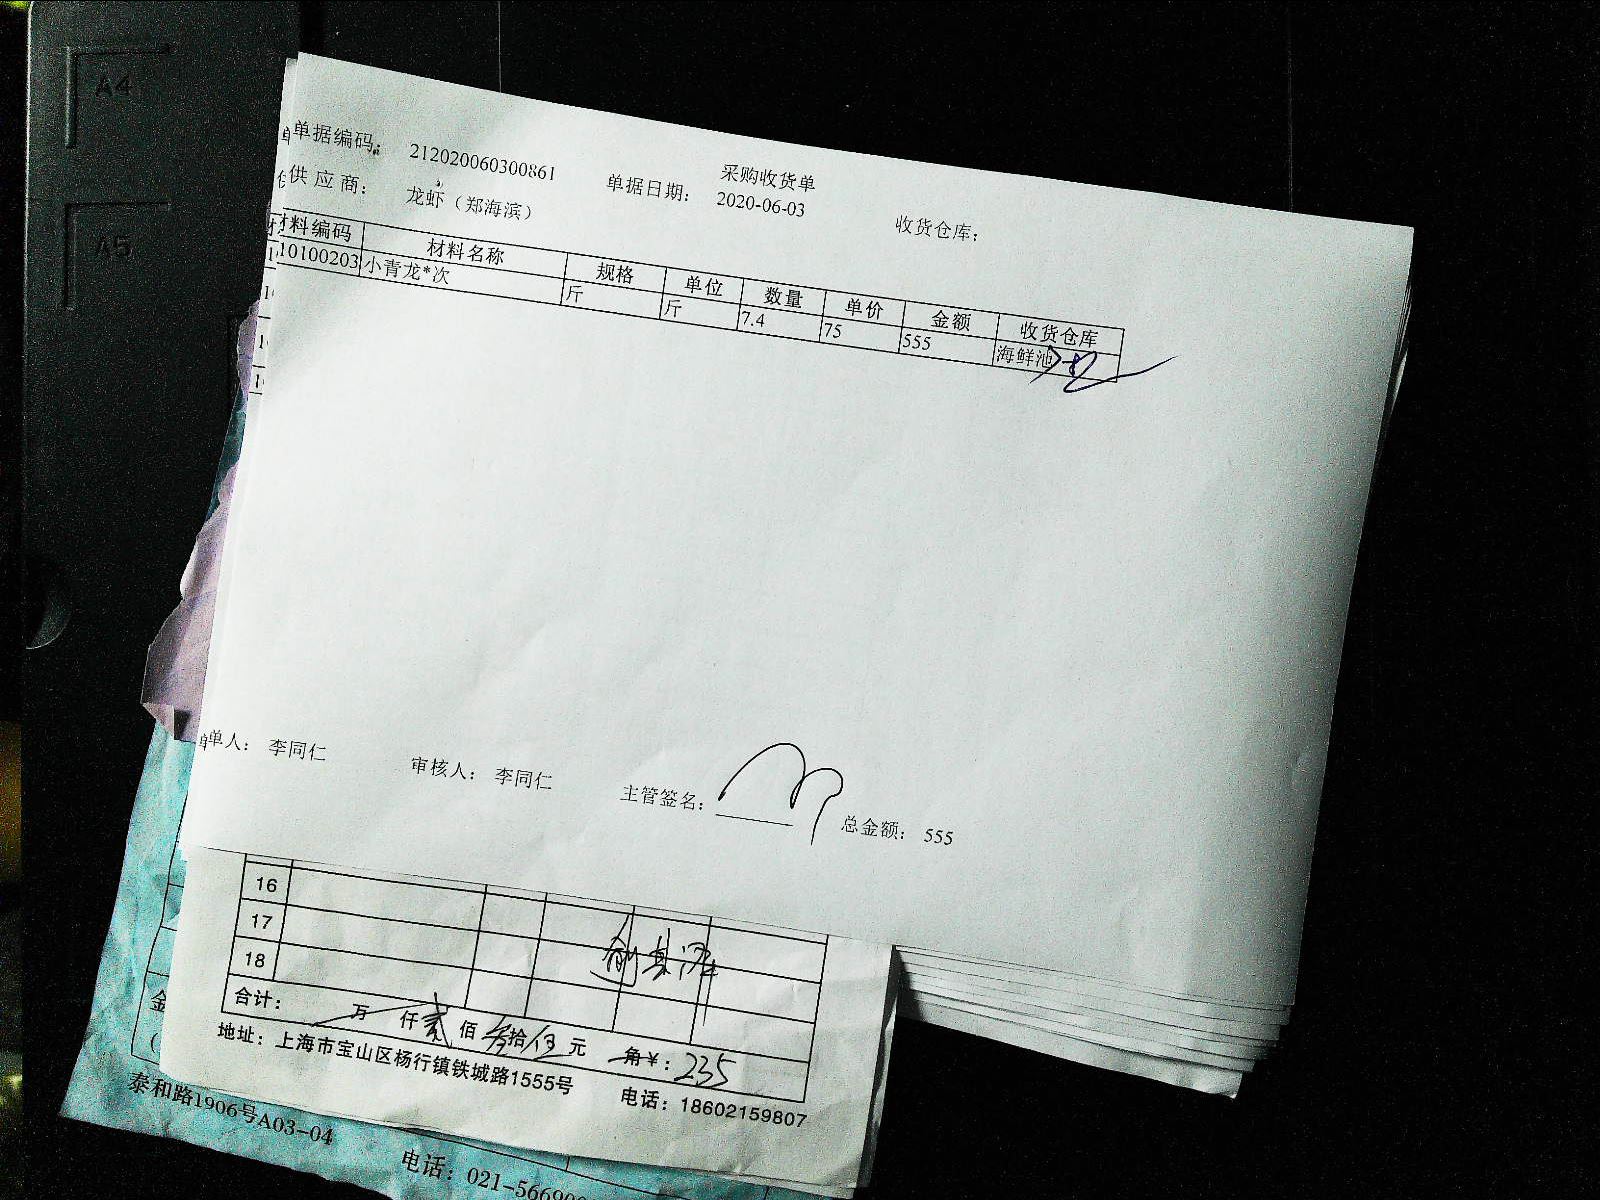 A4
A5
采购收货单
单据编码: 212020060300861 单据日期: 2020-06-03 收货仓库:
供应商: 龙虾（郑海滨）
材料编码 材料名称 规格 单位 数量 单价 金额 收货仓库
10100203 小青龙*次 斤 斤 7.4 75 555 海鲜池
单人: 李同仁 审核人: 李同仁 主管签名: 总金额: 555
16
17
18
合计: 万 仟 贰 佰 叁 拾 伍 元 角 ¥: 235
地址: 上海市宝山区杨行镇铁城路1555号 电话: 18602159807
金
泰和路1906号A03-04
电话: 021-566900